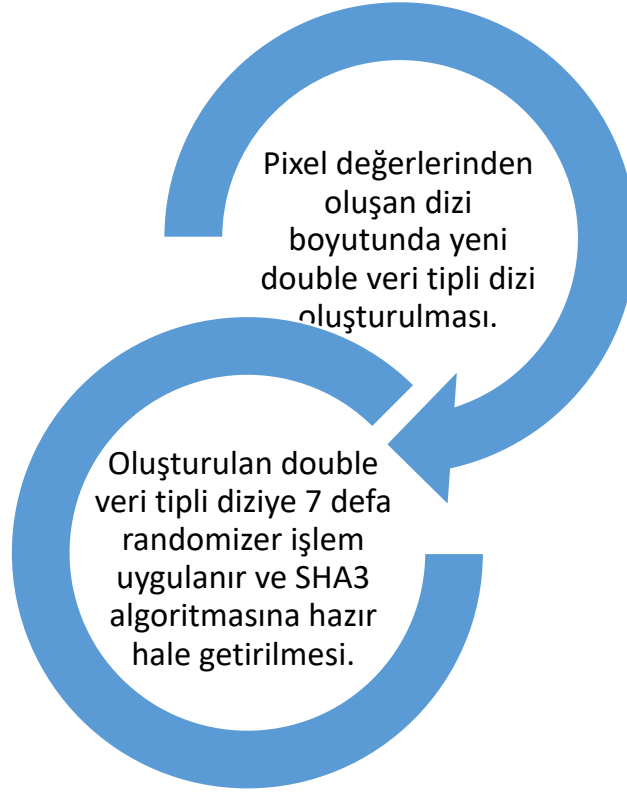 Pixel değerlerinden
oluşan dizi
boyutunda yeni
double veri tipli dizi
oluşturulması.
Oluşturulan double
veri tipli diziye 7 defa
randomizer işlem
uygulanır ve SHA3
algoritmasına hazır
hale getirilmesi.